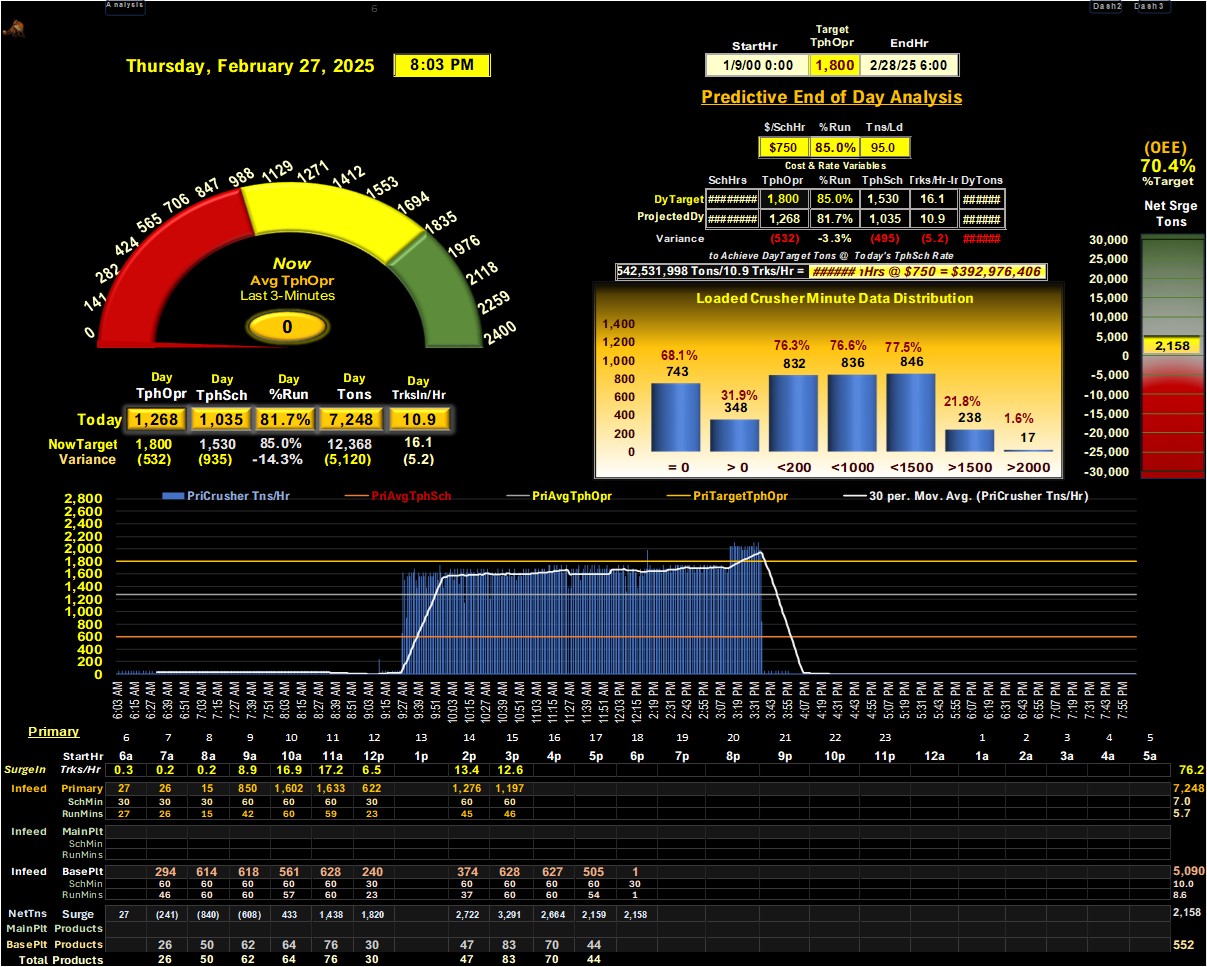 Analysis 6 Dash2 Dash3
Thursday, February 27, 2025 8:03 PM
StartHr Target TphOpr EndHr
1/9/00 0:00 1,800 2/28/25 6:00
Predictive End of Day Analysis
$/SchHr %Run Tns/Ld
$750 85.0% 95.0
Cost & Rate Variables
SchHrs TphOpr %Run TphSch Trks/Hr-Ir DyTons
DyTarget ######## 1,800 85.0% 1,530 16.1 ######
ProjectedDy ######## 1,268 81.7% 1,035 10.9 ######
Variance (532) -3.3% (495) (5.2) ######
to Achieve DayTarget Tons @ Today's TphSch Rate
542,531,998 Tons/10.9 Trks/Hr = ###### ıHrs @ $750 = $392,976,406
(OEE)
70.4%
%Target
Net Srge
Tons
30,000
25,000
20,000
15,000
10,000
5,000
2,158
0
-5,000
-10,000
-15,000
-20,000
-25,000
-30,000
0 141 282 424 565 706 847 988 1129 1271 1412 1553 1694 1835 1976 2118 2259 2400
Now
Avg TphOpr
Last 3-Minutes
0
Day Day Day Day Day
TphOpr TphSch %Run Tons TrksIn/Hr
Today 1,268 1,035 81.7% 7,248 10.9
NowTarget 1,800 1,530 85.0% 12,368 16.1
Variance (532) (935) -14.3% (5,120) (5.2)
Loaded Crusher Minute Data Distribution
1,400
1,200
1,000
800
600
400
200
0
68.1% 31.9% 76.3% 76.6% 77.5% 21.8% 1.6%
743 348 832 836 846 238 17
= 0 > 0 <200 <1000 <1500 >1500 >2000
PriCrusher Tns/Hr PriAvgTphSch PriAvgTphOpr PriTargetTphOpr 30 per. Mov. Avg. (PriCrusher Tns/Hr)
2,800
2,600
2,400
2,200
2,000
1,800
1,600
1,400
1,200
1,000
800
600
400
200
0
6:03 AM 6:15 AM 6:27 AM 6:39 AM 6:51 AM 7:03 AM 7:15 AM 7:27 AM 7:39 AM 7:51 AM 8:03 AM 8:15 AM 8:27 AM 8:39 AM 8:51 AM 9:03 AM 9:15 AM 9:27 AM 9:39 AM 9:51 AM 10:03 AM 10:15 AM 10:27 AM 10:39 AM 10:51 AM 11:03 AM 11:15 AM 11:27 AM 11:39 AM 11:51 AM 12:03 PM 12:15 PM 2:19 PM 2:31 PM 2:43 PM 2:55 PM 3:07 PM 3:19 PM 3:31 PM 3:43 PM 3:55 PM 4:07 PM 4:19 PM 4:31 PM 4:43 PM 4:55 PM 5:07 PM 5:19 PM 5:31 PM 5:43 PM 5:55 PM 6:07 PM 6:19 PM 6:31 PM 6:43 PM 6:55 PM 7:07 PM 7:19 PM 7:31 PM 7:43 PM 7:55 PM
Primary 6 7 8 9 10 11 12 13 14 15 16 17 18 19 20 21 22 23 1 2 3 4 5
StartHr 6a 7a 8a 9a 10a 11a 12p 1p 2p 3p 4p 5p 6p 7p 8p 9p 10p 11p 12a 1a 2a 3a 4a 5a
SurgeIn Trks/Hr 0.3 0.2 0.2 8.9 16.9 17.2 6.5 13.4 12.6 76.2
Infeed Primary 27 26 15 850 1,602 1,633 622 1,276 1,197 7,248
SchMin 30 30 30 60 60 60 30 60 60 7.0
RunMins 27 26 15 42 60 59 23 45 46 5.7
Infeed MainPlt
SchMin
RunMins
Infeed BasePlt 294 614 618 561 628 240 374 628 627 505 1 5,090
SchMin 60 60 60 60 60 30 60 60 60 60 30 10.0
RunMins 46 60 60 57 60 23 37 60 60 54 1 8.6
NetTns Surge 27 (241) (840) (608) 433 1,438 1,820 2,722 3,291 2,664 2,159 2,158 2,158
MainPlt Products
BasePlt Products 26 50 62 64 76 30 47 83 70 44 552
Total Products 26 50 62 64 76 30 47 83 70 44